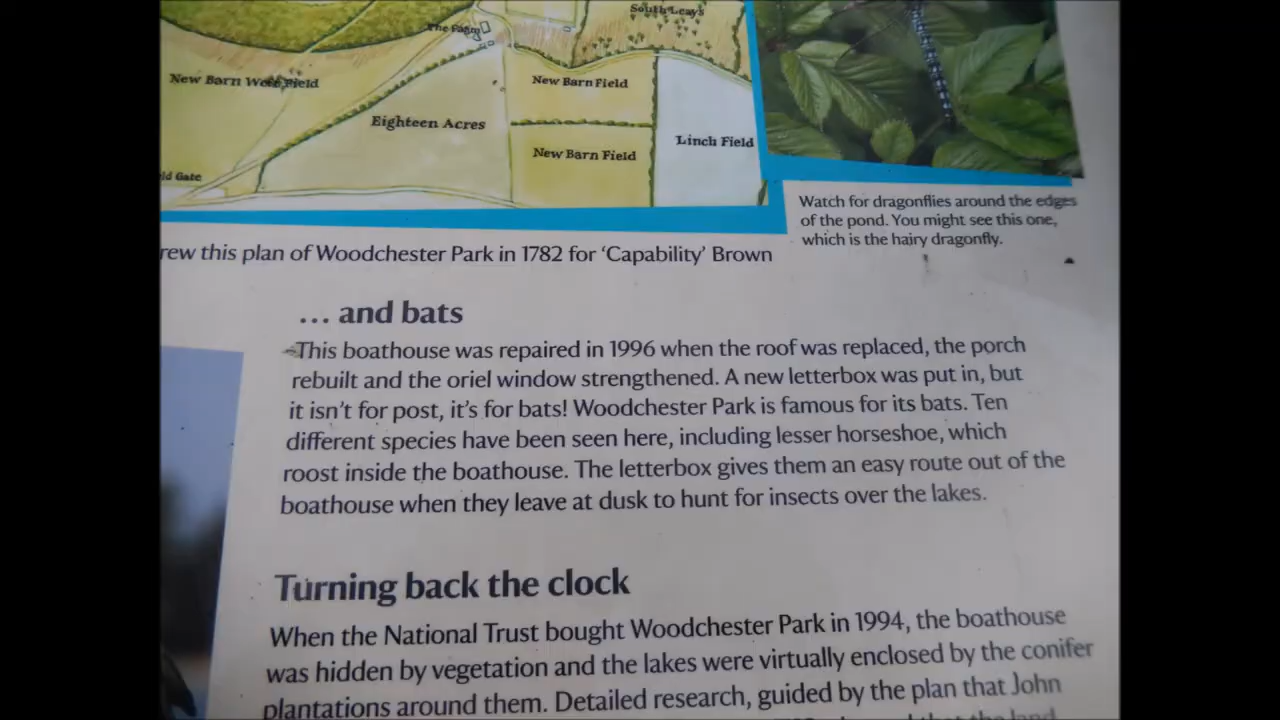 The Farm
South Leays
New Barn West Field
New Barn Field
Eighteen Acres
Linch Field
New Barn Field
ld Gate
Watch for dragonflies around the edges
of the pond. You might see this one,
which is the hairy dragonfly.
rew this plan of Woodchester Park in 1782 for ‘Capability’ Brown
… and bats
This boathouse was repaired in 1996 when the roof was replaced, the porch
rebuilt and the oriel window strengthened. A new letterbox was put in, but
it isn’t for post, it’s for bats! Woodchester Park is famous for its bats. Ten
different species have been seen here, including lesser horseshoe, which
roost inside the boathouse. The letterbox gives them an easy route out of the
boathouse when they leave at dusk to hunt for insects over the lakes.
Turning back the clock
When the National Trust bought Woodchester Park in 1994, the boathouse
was hidden by vegetation and the lakes were virtually enclosed by the conifer
plantations around them. Detailed research, guided by the plan that John
that the land